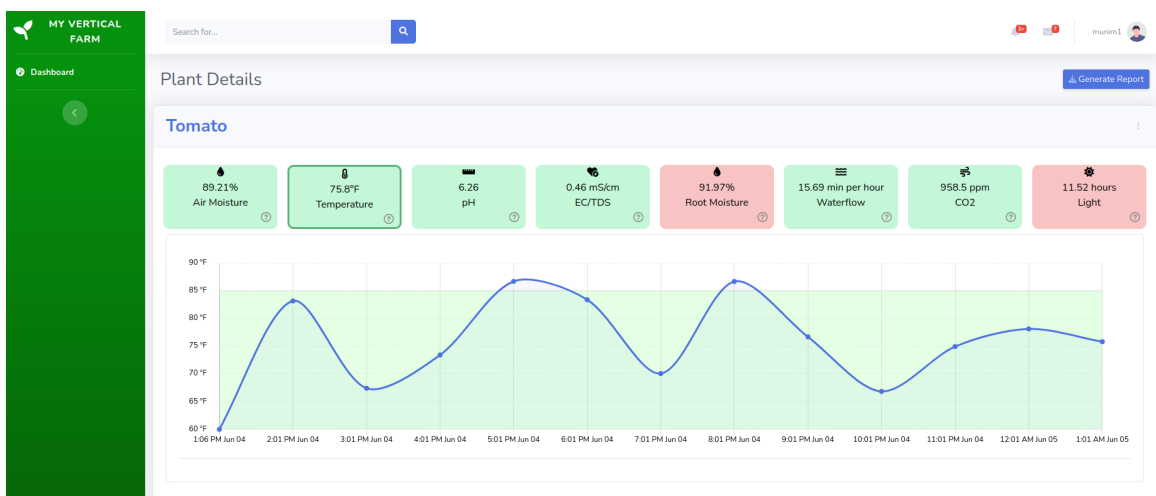 MY VERTICAL
FARM
Search for...
3+
7
munim1
Dashboard
Plant Details
Generate Report
Tomato
89.21%
Air Moisture
75.8°F
Temperature
6.26
pH
0.46 mS/cm
EC/TDS
91.97%
Root Moisture
15.69 min per hour
Waterflow
958.5 ppm
CO2
11.52 hours
Light
90 °F
85 °F
80 °F
75 °F
70 °F
65 °F
60 °F
1:06 PM Jun 04 2:01 PM Jun 04 3:01 PM Jun 04 4:01 PM Jun 04 5:01 PM Jun 04 6:01 PM Jun 04 7:01 PM Jun 04 8:01 PM Jun 04 9:01 PM Jun 04 10:01 PM Jun 04 11:01 PM Jun 04 12:01 AM Jun 05 1:01 AM Jun 05